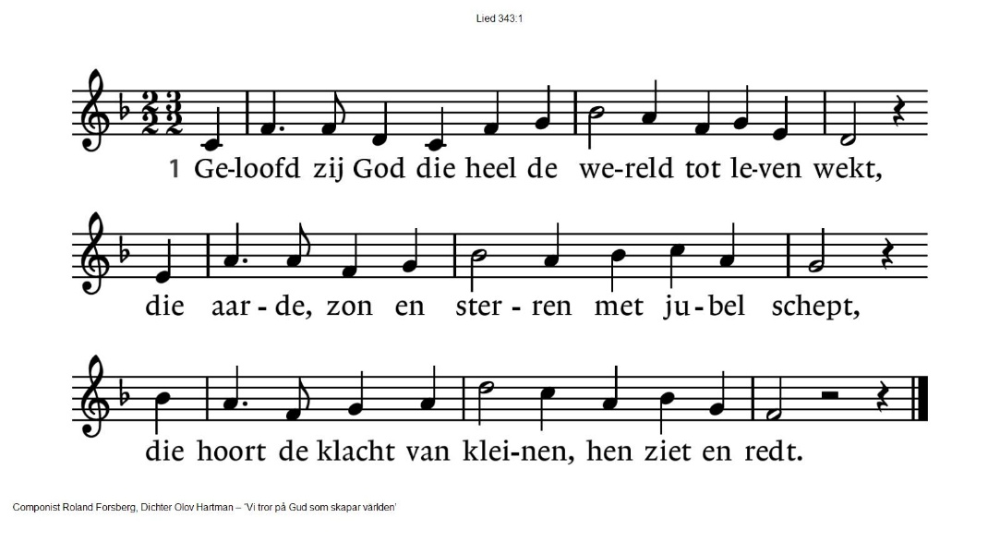 Lied 343:1
1 Ge-loofd zij God die heel de we-reld tot le-ven wekt,
die aar - de, zon en ster - ren met ju - bel schept,
die hoort de klacht van klei-nen, hen ziet en redt.
Componist Roland Forsberg, Dichter Olov Hartman – 'Vi tror på Gud som skapar världen'